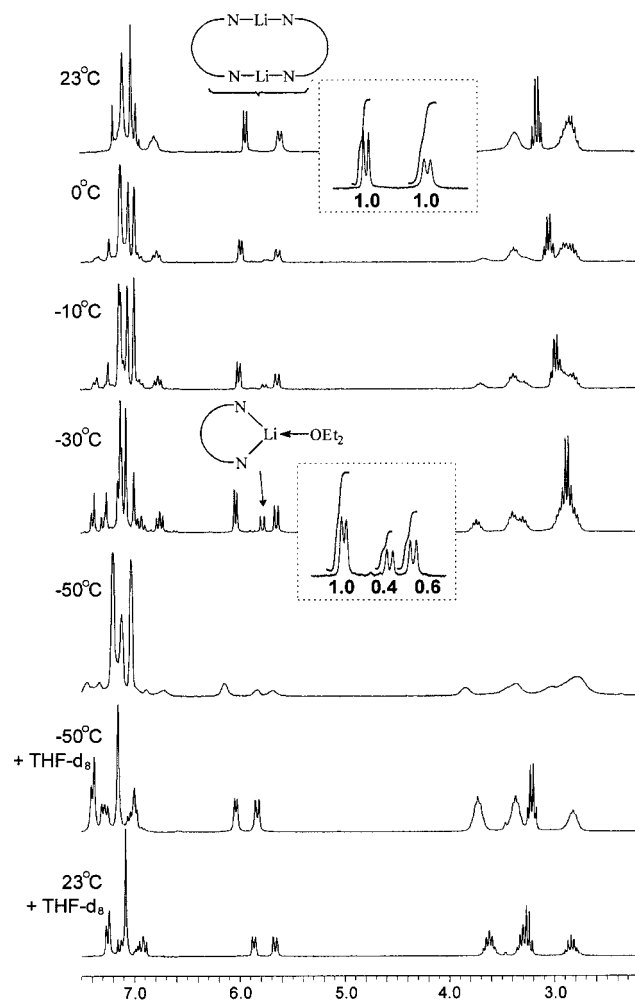 N—Li—N
N—Li—N
23°C
1.0 1.0
0°C
-10°C
N
Li OEt₂
N
-30°C
1.0 0.4 0.6
-50°C
-50°C
+ THF-d₈
23°C
+ THF-d₈
7.0 6.0 5.0 4.0 3.0